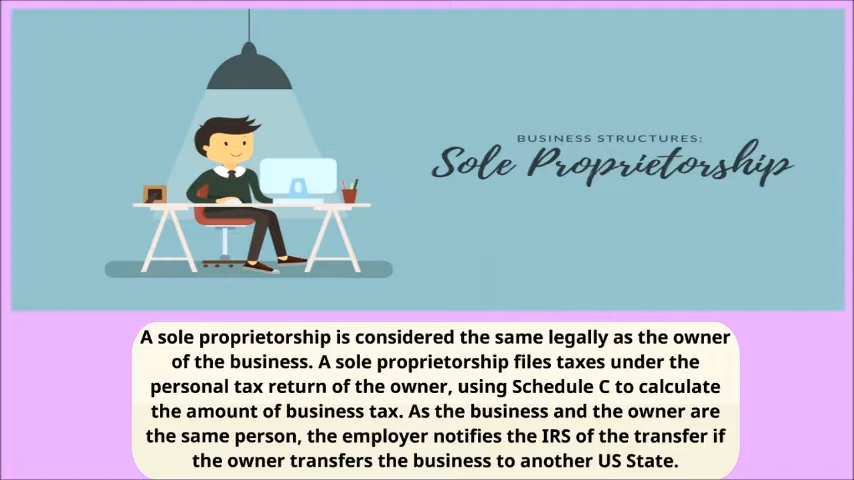 BUSINESS STRUCTURES:
Sole Proprietorship
A sole proprietorship is considered the same legally as the owner
of the business. A sole proprietorship files taxes under the
personal tax return of the owner, using Schedule C to calculate
the amount of business tax. As the business and the owner are
the same person, the employer notifies the IRS of the transfer if
the owner transfers the business to another US State.